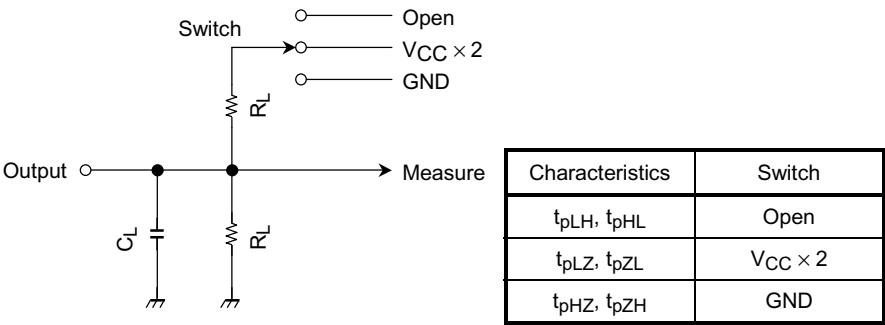 Switch
Open
VCC × 2
GND
RL
Output
Measure
CL
RL
Characteristics Switch
tpLH, tpHL Open
tpLZ, tpZL VCC × 2
tpHZ, tpZH GND